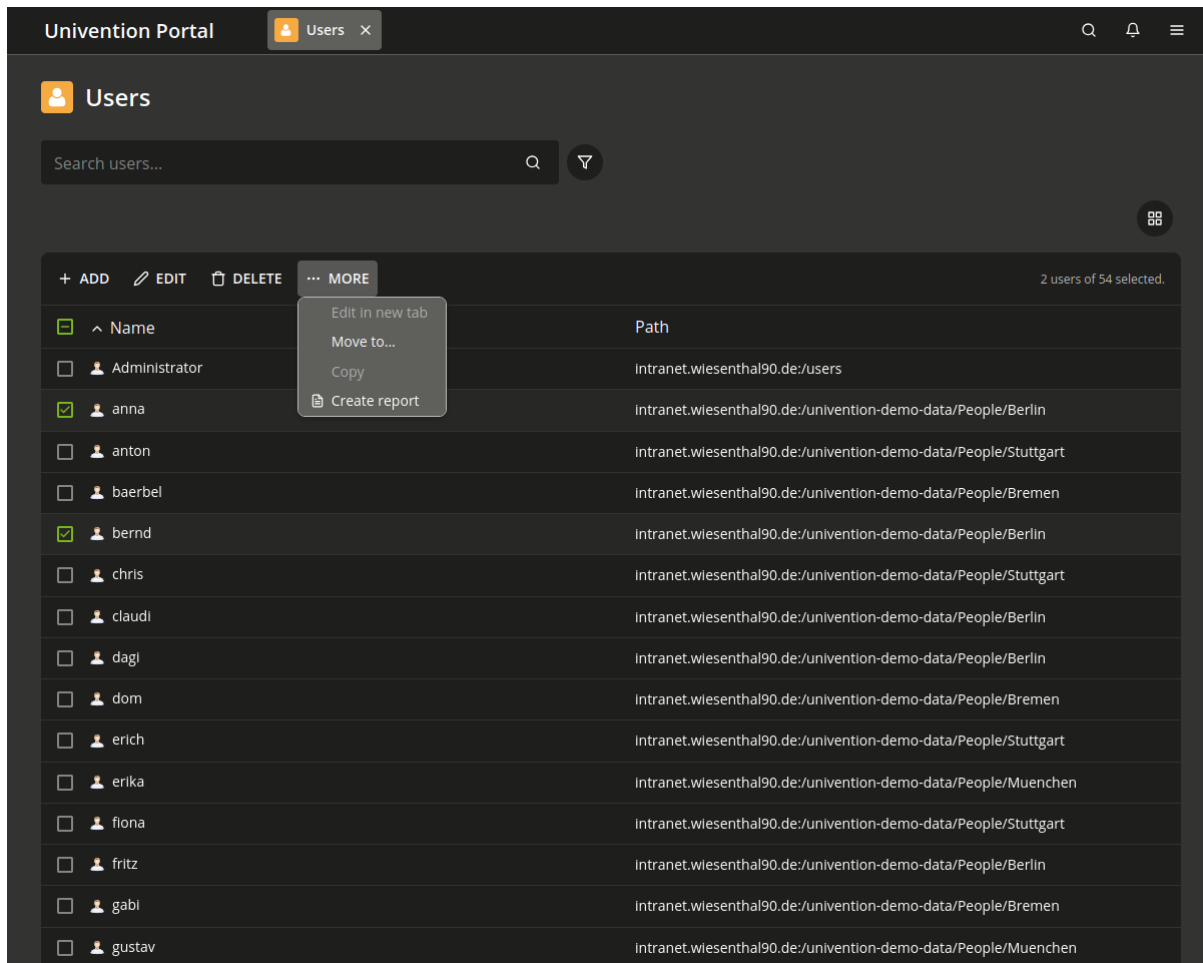 Univention Portal
Users
Users
Search users...
ADD EDIT DELETE ... MORE 2 users of 54 selected.
Edit in new tab
Move to...
Copy
Create report
Name Path
Administrator intranet.wiesenthal90.de:/users
anna intranet.wiesenthal90.de:/univention-demo-data/People/Berlin
anton intranet.wiesenthal90.de:/univention-demo-data/People/Stuttgart
baerbel intranet.wiesenthal90.de:/univention-demo-data/People/Bremen
bernd intranet.wiesenthal90.de:/univention-demo-data/People/Berlin
chris intranet.wiesenthal90.de:/univention-demo-data/People/Stuttgart
claudi intranet.wiesenthal90.de:/univention-demo-data/People/Berlin
dagi intranet.wiesenthal90.de:/univention-demo-data/People/Berlin
dom intranet.wiesenthal90.de:/univention-demo-data/People/Bremen
erich intranet.wiesenthal90.de:/univention-demo-data/People/Stuttgart
erika intranet.wiesenthal90.de:/univention-demo-data/People/Muenchen
fiona intranet.wiesenthal90.de:/univention-demo-data/People/Stuttgart
fritz intranet.wiesenthal90.de:/univention-demo-data/People/Berlin
gabi intranet.wiesenthal90.de:/univention-demo-data/People/Bremen
gustav intranet.wiesenthal90.de:/univention-demo-data/People/Muenchen